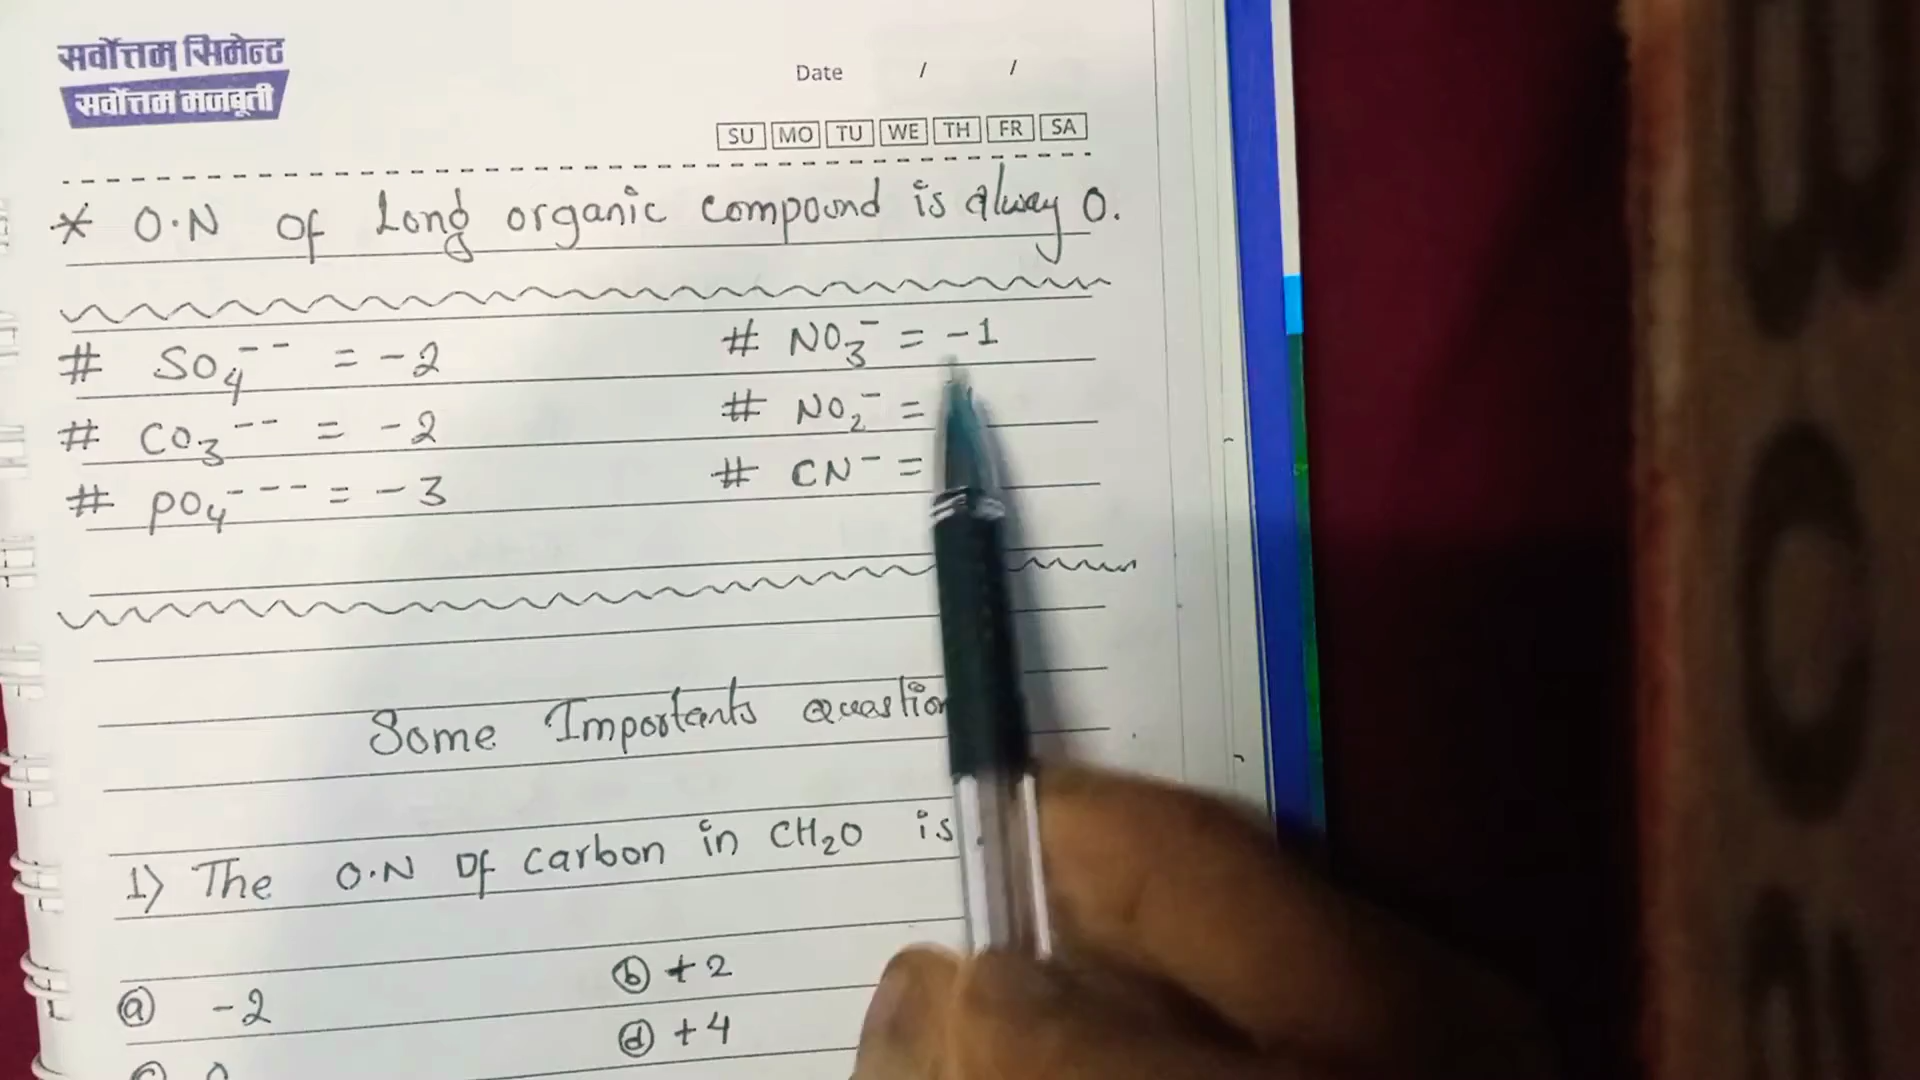 सर्वोत्तम सिमेन्ट
सर्वोत्तम मजबूती
Date / /
SU MO TU WE TH FR SA
* O.N of Long organic compound is alway 0.
# SO₄⁻⁻ = -2
# CO₃⁻⁻ = -2
# PO₄⁻⁻⁻ = -3
# NO₃⁻ = -1
# NO₂⁻ =
# CN⁻ =
Some Importants question
1) The O.N Of carbon in CH₂O is
(a) -2 (b) +2
(d) +4